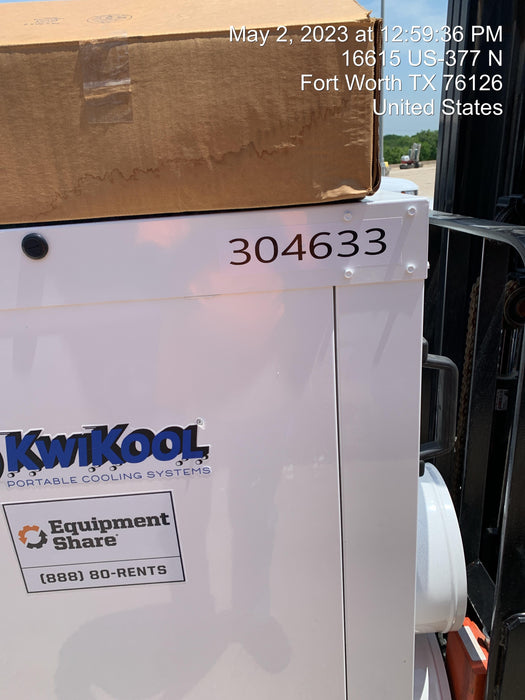 May 2, 2023 at 12:59:36 PM
16615 US-377 N
Fort Worth TX 76126
United States
304633
KwiKool®
PORTABLE COOLING SYSTEMS
Equipment
Share®
(888) 80-RENTS